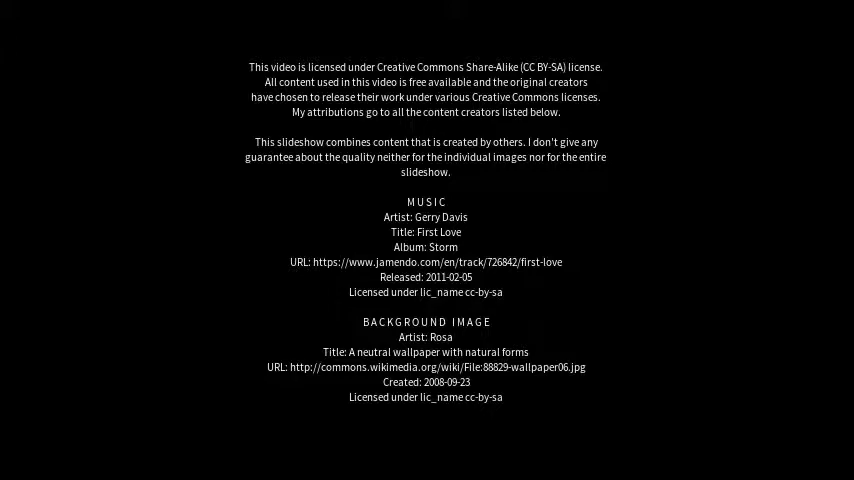 This video is licensed under Creative Commons Share-Alike (CC BY-SA) license.
All content used in this video is free available and the original creators
have chosen to release their work under various Creative Commons licenses.
My attributions go to all the content creators listed below.
This slideshow combines content that is created by others. I don't give any
guarantee about the quality neither for the individual images nor for the entire
slideshow.
MUSIC
Artist: Gerry Davis
Title: First Love
Album: Storm
URL: https://www.jamendo.com/en/track/726842/first-love
Released: 2011-02-05
Licensed under lic_name cc-by-sa
BACKGROUND IMAGE
Artist: Rosa
Title: A neutral wallpaper with natural forms
URL: http://commons.wikimedia.org/wiki/File:88829-wallpaper06.jpg
Created: 2008-09-23
Licensed under lic_name cc-by-sa